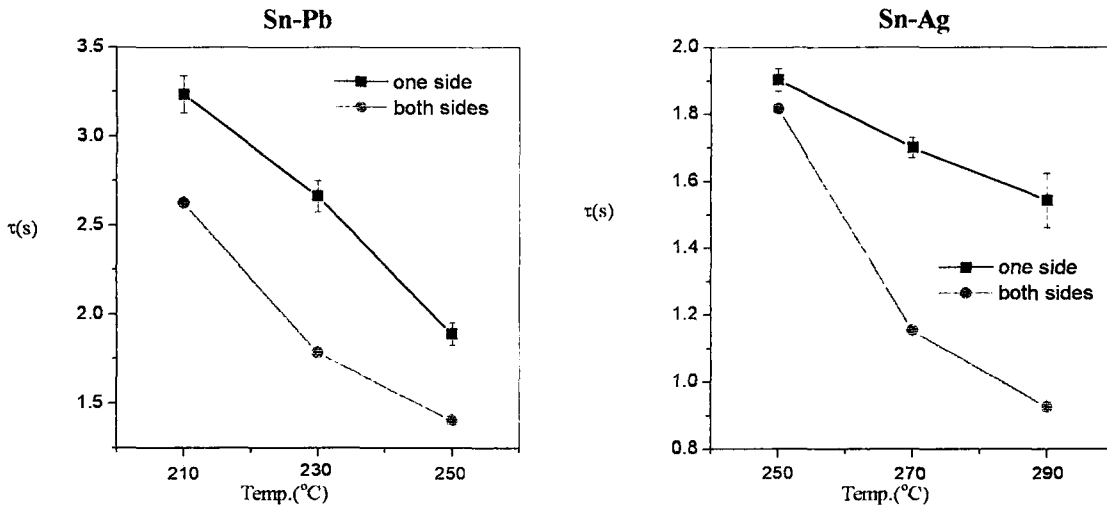 Sn-Pb
3.5
3.0
2.5
2.0
1.5
τ(s)
one side
both sides
210
230
250
Temp.(°C)
Sn-Ag
2.0
1.8
1.6
1.4
1.2
1.0
0.8
τ(s)
one side
both sides
250
270
290
Temp.(°C)